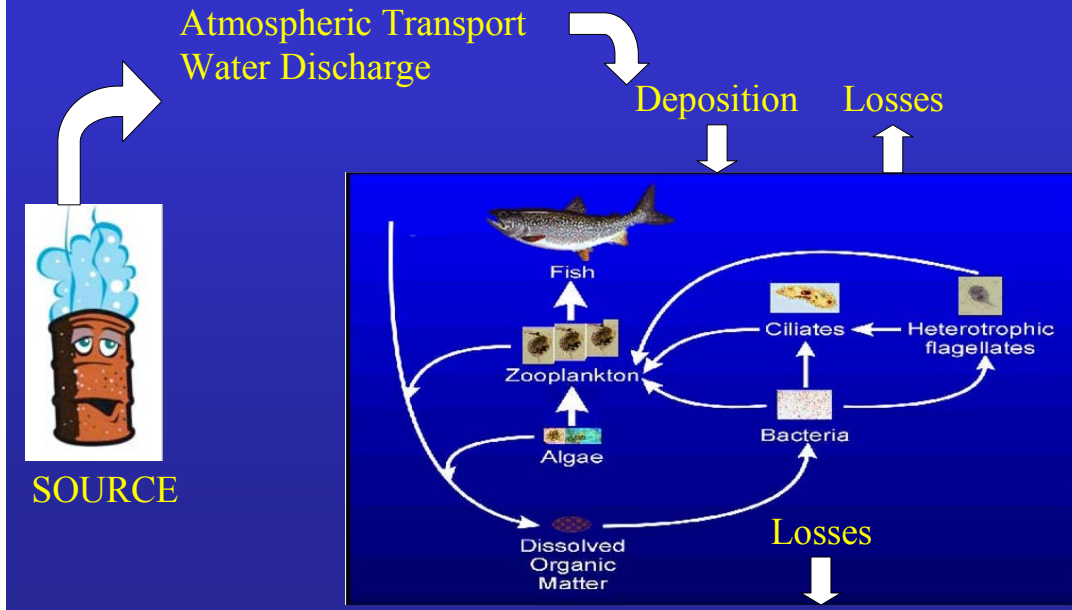 Atmospheric Transport
Water Discharge
Deposition
Losses
Fish
Ciliates
Heterotrophic
flagellates
Zooplankton
Bacteria
Algae
SOURCE
Losses
Dissolved
Organic
Matter